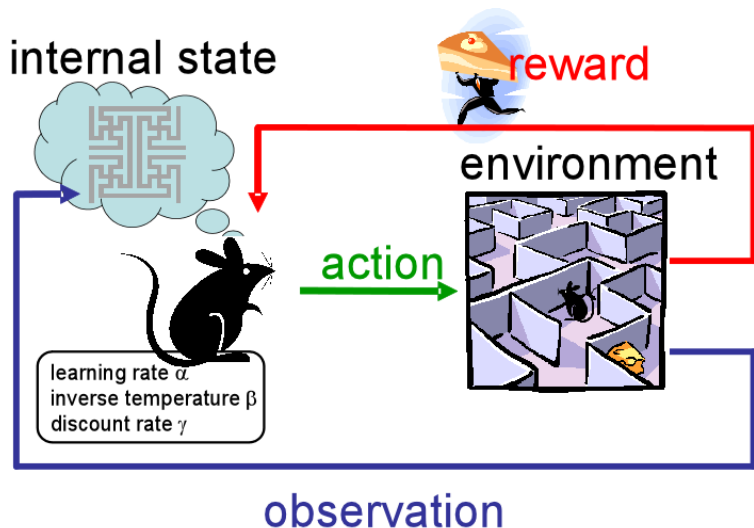 internal state
reward
environment
action
learning rate α
inverse temperature β
discount rate γ
observation